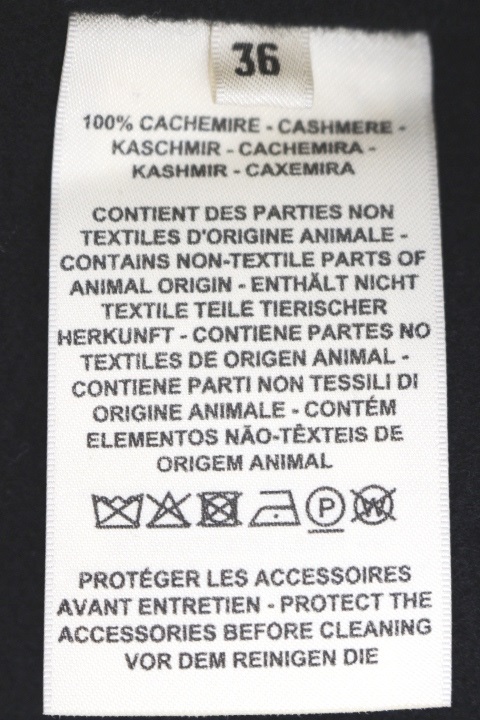 36
100% CACHEMIRE - CASHMERE -
KASCHMIR - CACHEMIRA -
KASHMIR - CAXEMIRA
CONTIENT DES PARTIES NON
TEXTILES D'ORIGINE ANIMALE -
CONTAINS NON-TEXTILE PARTS OF
ANIMAL ORIGIN - ENTHÄLT NICHT
TEXTILE TEILE TIERISCHER
HERKUNFT - CONTIENE PARTES NO
TEXTILES DE ORIGEN ANIMAL -
CONTIENE PARTI NON TESSILI DI
ORIGINE ANIMALE - CONTÉM
ELEMENTOS NÃO-TÊXTEIS DE
ORIGEM ANIMAL
P W
PROTÉGER LES ACCESSOIRES
AVANT ENTRETIEN - PROTECT THE
ACCESSORIES BEFORE CLEANING
VOR DEM REINIGEN DIE